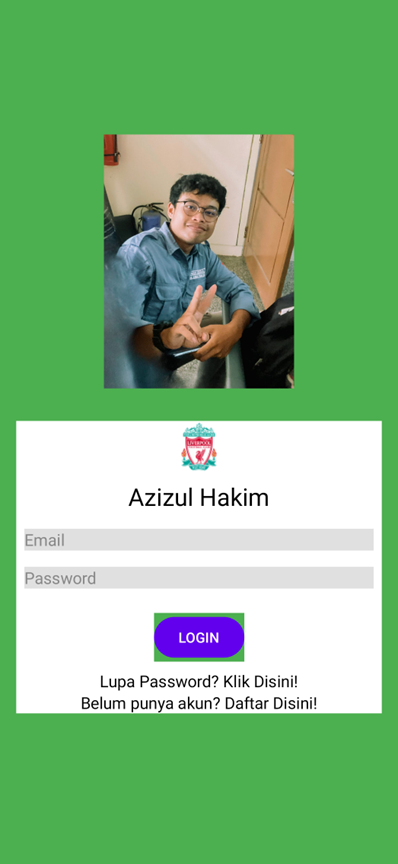 LIVERPOOL
Azizul Hakim
Email
Password
LOGIN
Lupa Password? Klik Disini!
Belum punya akun? Daftar Disini!